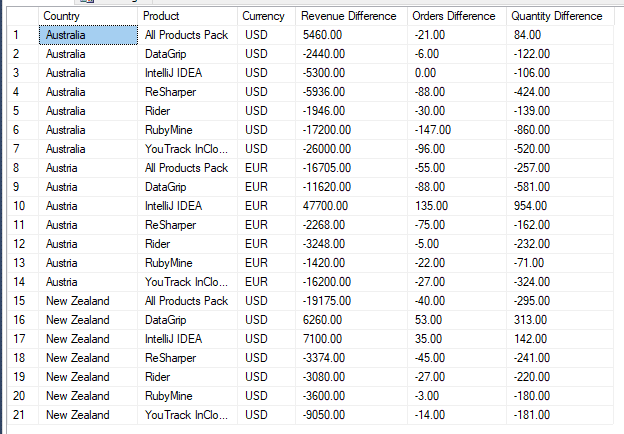 Country Product Currency Revenue Difference Orders Difference Quantity Difference
1 Australia All Products Pack USD 5460.00 -21.00 84.00
2 Australia DataGrip USD -2440.00 -6.00 -122.00
3 Australia IntelliJ IDEA USD -5300.00 0.00 -106.00
4 Australia ReSharper USD -5936.00 -88.00 -424.00
5 Australia Rider USD -1946.00 -30.00 -139.00
6 Australia RubyMine USD -17200.00 -147.00 -860.00
7 Australia YouTrack InClo... USD -26000.00 -96.00 -520.00
8 Austria All Products Pack EUR -16705.00 -55.00 -257.00
9 Austria DataGrip EUR -11620.00 -88.00 -581.00
10 Austria IntelliJ IDEA EUR 47700.00 135.00 954.00
11 Austria ReSharper EUR -2268.00 -75.00 -162.00
12 Austria Rider EUR -3248.00 -5.00 -232.00
13 Austria RubyMine EUR -1420.00 -22.00 -71.00
14 Austria YouTrack InClo... EUR -16200.00 -27.00 -324.00
15 New Zealand All Products Pack USD -19175.00 -40.00 -295.00
16 New Zealand DataGrip USD 6260.00 53.00 313.00
17 New Zealand IntelliJ IDEA USD 7100.00 35.00 142.00
18 New Zealand ReSharper USD -3374.00 -45.00 -241.00
19 New Zealand Rider USD -3080.00 -27.00 -220.00
20 New Zealand RubyMine USD -3600.00 -3.00 -180.00
21 New Zealand YouTrack InClo... USD -9050.00 -14.00 -181.00